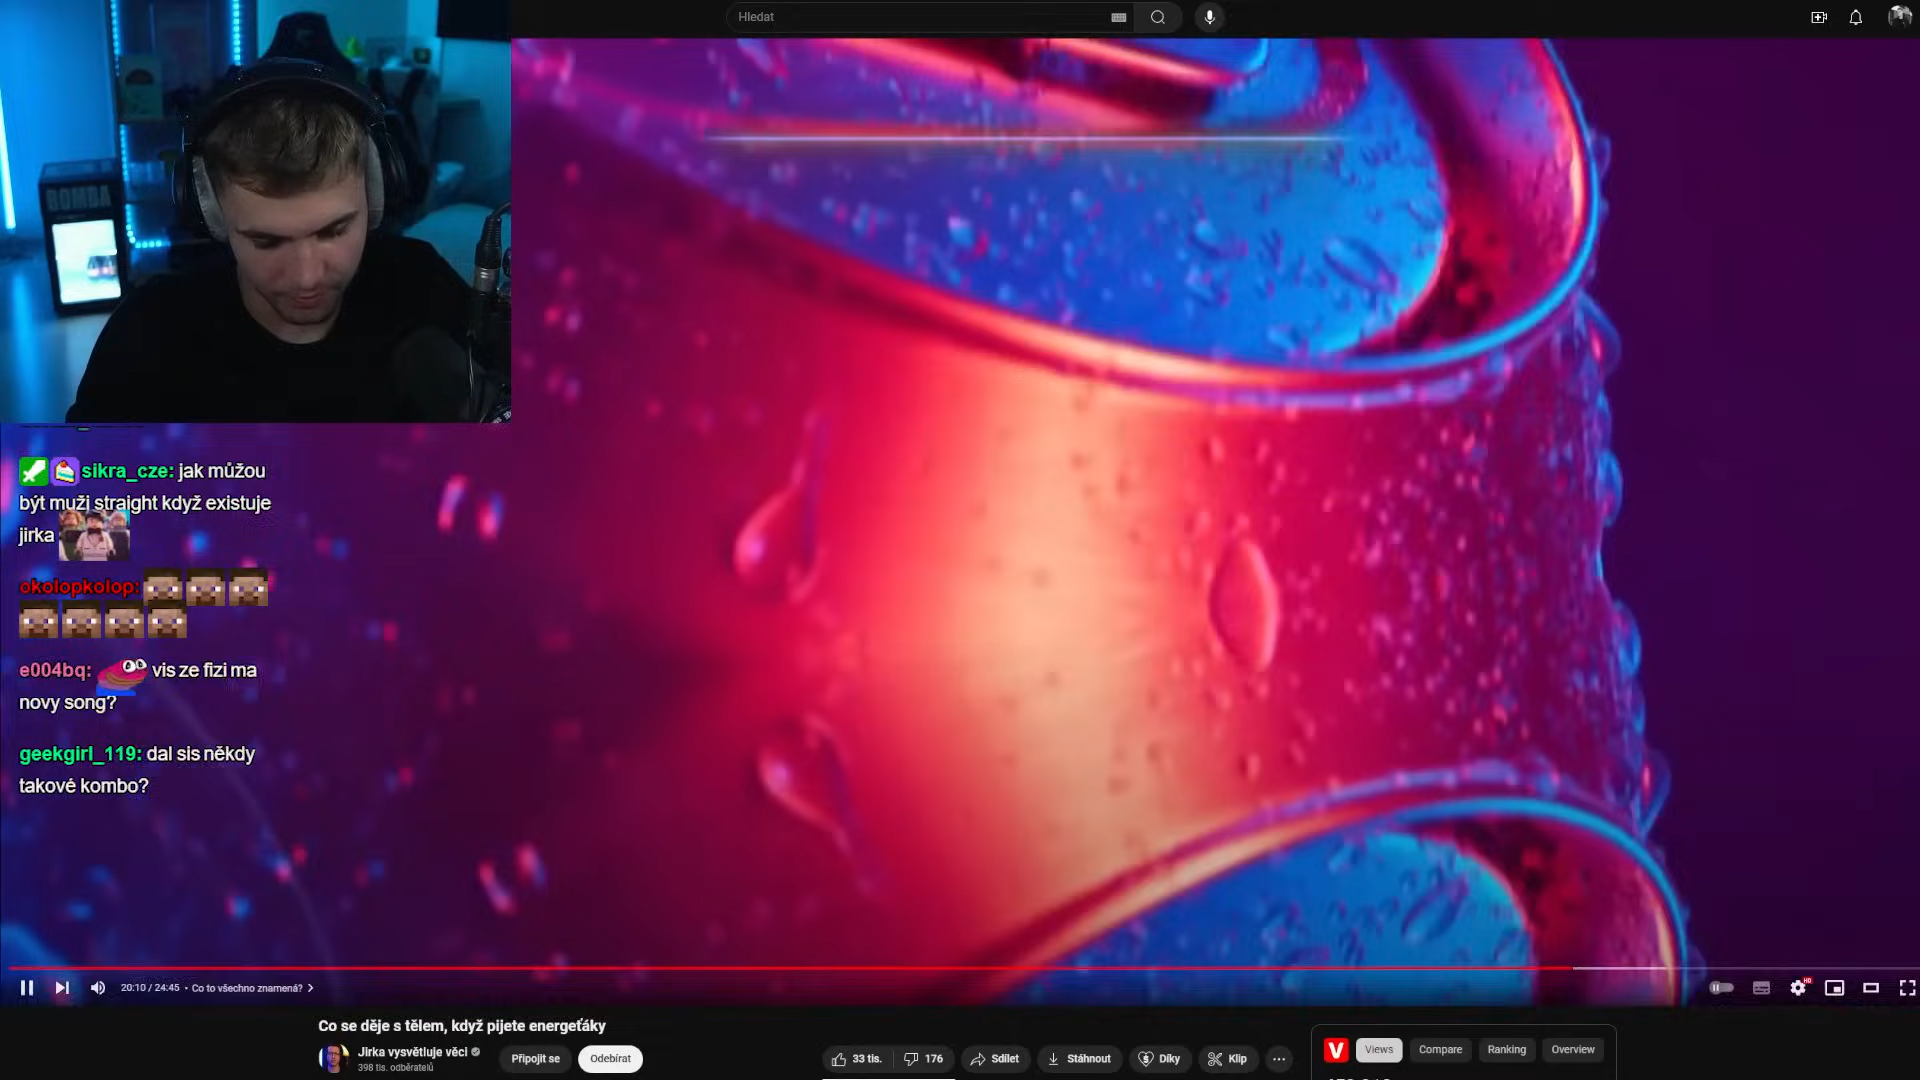 Hledat
BOMBA
sikra_cze: jak můžou
být muži straight když existuje
jirka
okolopkolop:
e004bq: vis ze fizi ma
novy song?
geekgirl_119: dal sis někdy
takové kombo?
20:10 / 24:45 • Co to všechno znamená?
HD
Co se děje s tělem, když pijete energeťáky
Jirka vysvětluje věci
398 tis. odběratelů
Připojit se
Odebírat
33 tis.
176
Sdílet
Stáhnout
Díky
Klip
V
Views
Compare
Ranking
Overview